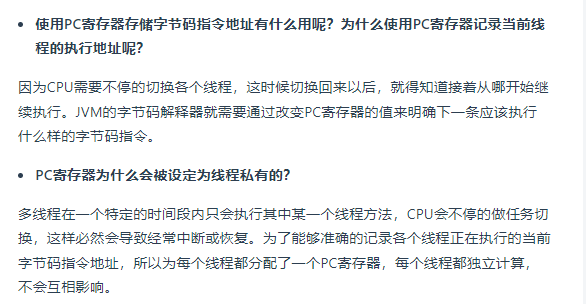 使用PC寄存器存储字节码指令地址有什么用呢？为什么使用PC寄存器记录当前线
程的执行地址呢？
因为CPU需要不停的切换各个线程，这时候切换回来以后，就得知道接着从哪开始继
续执行。JVM的字节码解释器就需要通过改变PC寄存器的值来明确下一条应该执行
什么样的字节码指令。
PC寄存器为什么会被设定为线程私有的？
多线程在一个特定的时间段内只会执行其中某一个线程方法，CPU会不停的做任务切
换，这样必然会导致经常中断或恢复。为了能够准确的记录各个线程正在执行的当前
字节码指令地址，所以为每个线程都分配了一个PC寄存器，每个线程都独立计算，
不会互相影响。